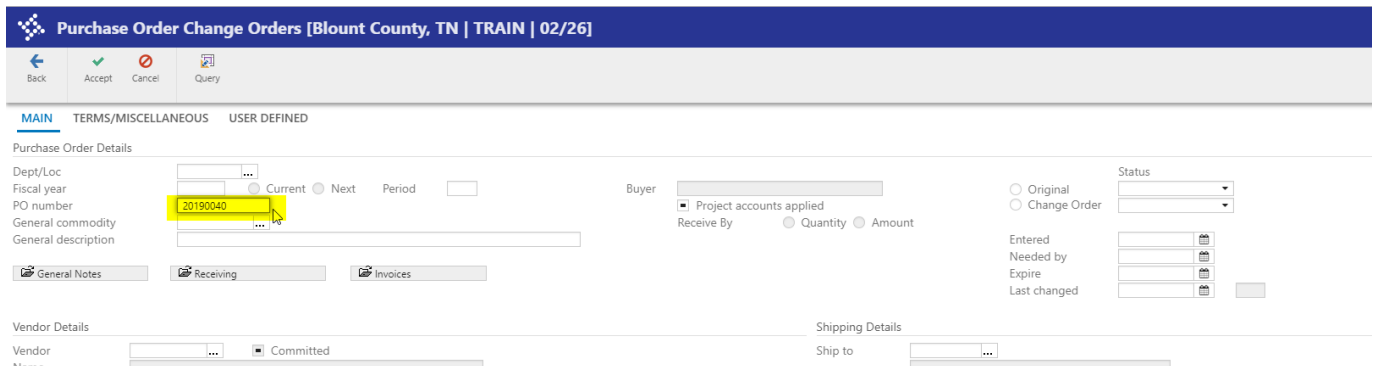 Purchase Order Change Orders [Blount County, TN | TRAIN | 02/26]
Back Accept Cancel Query
MAIN TERMS/MISCELLANEOUS USER DEFINED
Purchase Order Details
Dept/Loc ... Status
Fiscal year Current Next Period Buyer Original
PO number 20190040 Project accounts applied Change Order
General commodity ... Receive By Quantity Amount
General description Entered
Needed by
General Notes Receiving Invoices Expire
Last changed
Vendor Details Shipping Details
Vendor ... Committed Ship to ...
Name